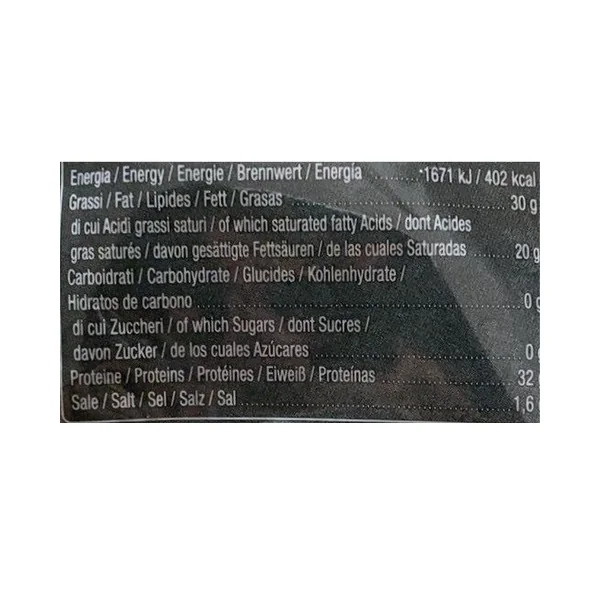 Energia / Energy / Energie / Brennwert / Energía ........ *1671 kJ / 402 kcal
Grassi / Fat / Lipides / Fett / Grasas ........ 30 g
di cui Acidi grassi saturi / of which saturated fatty Acids / dont Acides
gras saturés / davon gesättigte Fettsäuren / de las cuales Saturadas ........ 20 g
Carboidrati / Carbohydrate / Glucides / Kohlenhydrate /
Hidratos de carbono ........ 0 g
di cui Zuccheri / of which Sugars / dont Sucres /
davon Zucker / de los cuales Azúcares ........ 0
Proteine / Proteins / Protéines / Eiweiß / Proteínas ........ 32
Sale / Salt / Sel / Salz / Sal ........ 1,6